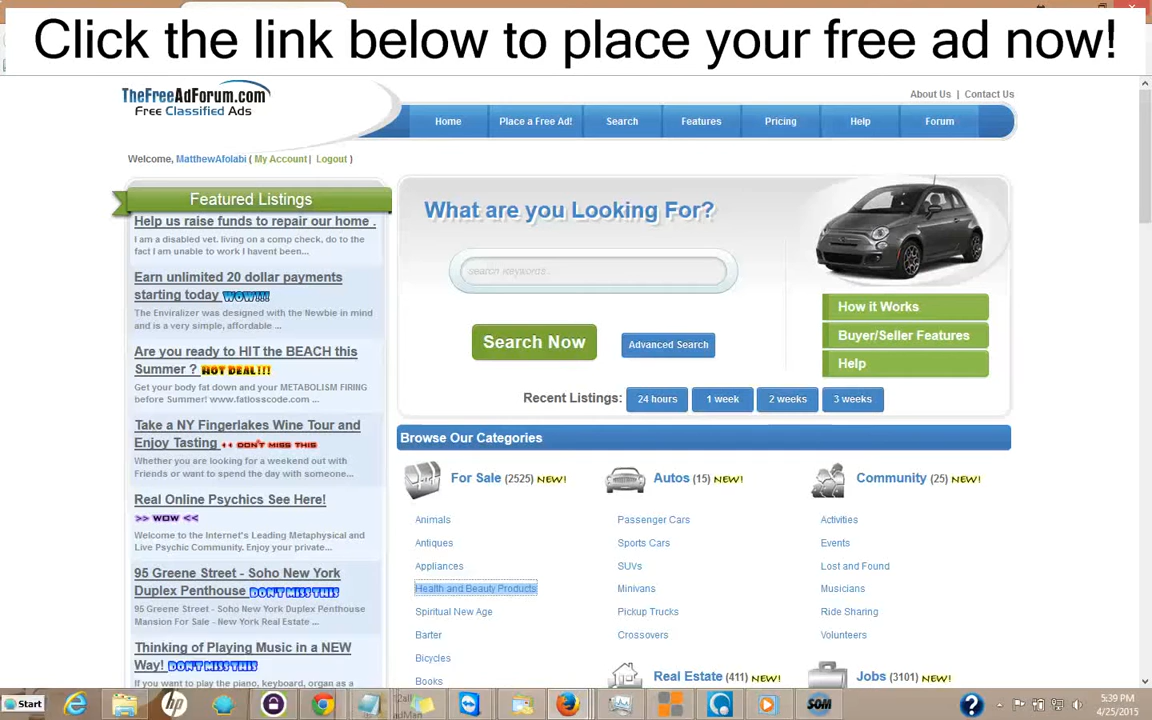 Click the link below to place your free ad now!
TheFreeAdForum.com
Free Classified Ads
About Us | Contact Us
Home Place a Free Ad! Search Features Pricing Help Forum
Welcome, MatthewAfolabi ( My Account | Logout )
Featured Listings
Help us raise funds to repair our home .
I am a disabled vet. living on a comp check, do to the
fact I am unable to work I havent been...
Earn unlimited 20 dollar payments
starting today WOW!!!
The Enviralizer was designed with the Newbie in mind
and is a very simple, affordable ...
Are you ready to HIT the BEACH this
Summer ? HOT DEAL!!!
Get your body fat down and your METABOLISM FIRING
before Summer! www.fatlosscode.com ...
Take a NY Fingerlakes Wine Tour and
Enjoy Tasting DON'T MISS THIS
Whether you are looking for a weekend out with
Friends or want to spend the day with someone...
Real Online Psychics See Here!
>> WOW <<
Welcome to the Internet's Leading Metaphysical and
Live Psychic Community. Enjoy your private...
95 Greene Street - Soho New York
Duplex Penthouse DON'T MISS THIS
95 Greene Street - Soho New York Duplex Penthouse
Mansion For Sale - New York Real Estate ...
Thinking of Playing Music in a NEW
Way! DON'T MISS THIS
If you want to play the piano, keyboard, organ as a
What are you Looking For?
search keywords..
Search Now Advanced Search
How it Works
Buyer/Seller Features
Help
Recent Listings: 24 hours 1 week 2 weeks 3 weeks
Browse Our Categories
For Sale (2525) NEW!
Animals
Antiques
Appliances
Health and Beauty Products
Spiritual New Age
Barter
Bicycles
Books
Autos (15) NEW!
Passenger Cars
Sports Cars
SUVs
Minivans
Pickup Trucks
Crossovers
Real Estate (411) NEW!
Community (25) NEW!
Activities
Events
Lost and Found
Musicians
Ride Sharing
Volunteers
Jobs (3101) NEW!
Start
hp
SOM
5:39 PM
4/25/2015